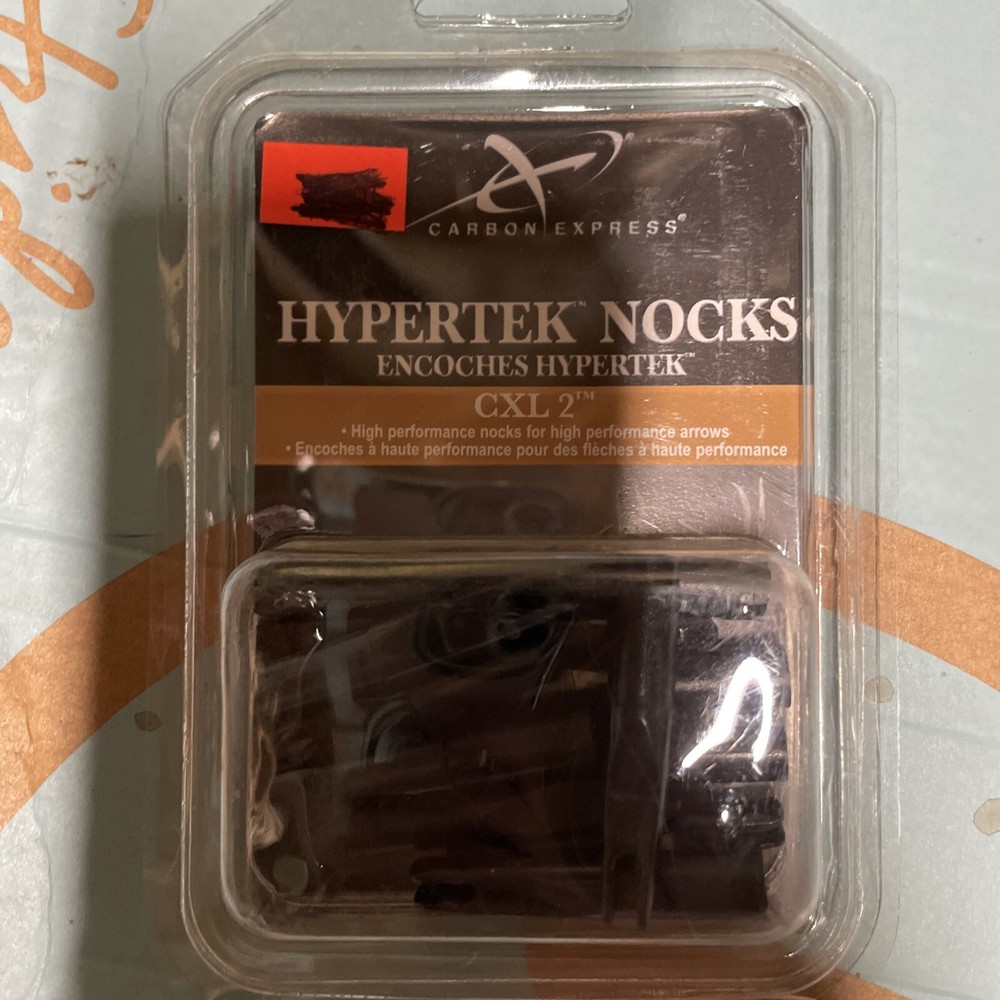 CARBON EXPRESS®
HYPERTEK™ NOCKS
ENCOCHES HYPERTEK™
CXL 2™
• High performance nocks for high performance arrows
• Encoches à haute performance pour des flèches à haute performance